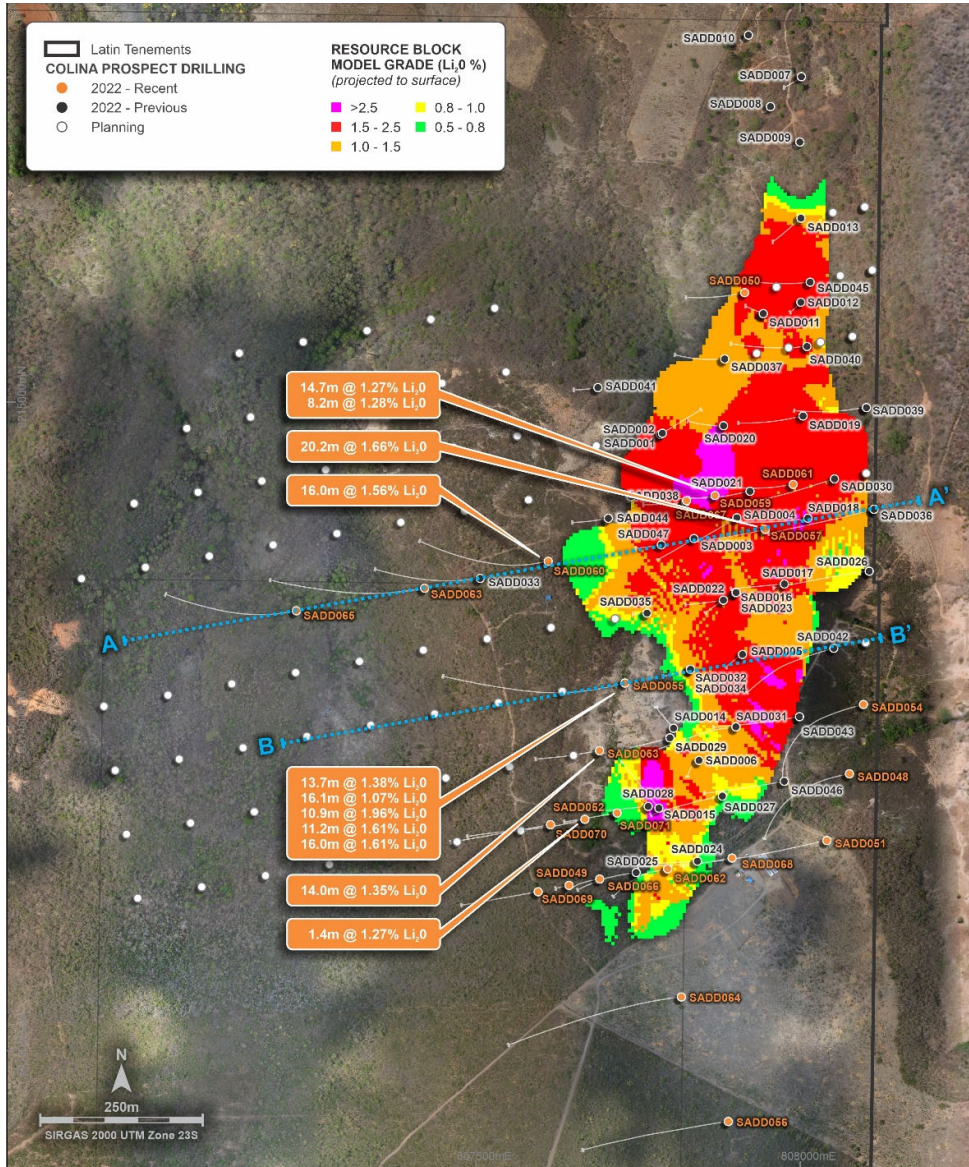 Latin Tenements
COLINA PROSPECT DRILLING
2022 - Recent
2022 - Previous
Planning
RESOURCE BLOCK
MODEL GRADE (Li₂0 %)
(projected to surface)
>2.5
0.8 - 1.0
1.5 - 2.5
0.5 - 0.8
1.0 - 1.5
SADD010
SADD007
SADD008
SADD009
SADD013
SADD050
SADD045
SADD012
SADD011
SADD040
SADD037
SADD041
14.7m @ 1.27% Li₂0
8.2m @ 1.28% Li₂0
SADD039
SADD019
SADD002
SADD001
SADD020
20.2m @ 1.66% Li₂0
16.0m @ 1.56% Li₂0
SADD061
SADD030
SADD021
SADD038
SADD059
SADD067
A'
SADD044
SADD004
SADD018
SADD036
SADD047
SADD003
SADD057
SADD060
SADD033
SADD026
SADD017
SADD063
SADD022
SADD016
SADD023
SADD065
SADD035
A
SADD042
B'
SADD005
SADD032
SADD034
SADD055
SADD054
B
SADD014
SADD031
SADD043
SADD029
SADD053
SADD006
SADD048
13.7m @ 1.38% Li₂0
16.1m @ 1.07% Li₂0
10.9m @ 1.96% Li₂0
11.2m @ 1.61% Li₂0
16.0m @ 1.61% Li₂0
SADD028
SADD046
SADD027
SADD052
SADD015
SADD071
SADD070
SADD051
SADD024
SADD068
SADD025
SADD062
14.0m @ 1.35% Li₂0
SADD049
SADD066
SADD069
1.4m @ 1.27% Li₂0
SADD064
N
250m
SIRGAS 2000 UTM Zone 23S
SADD056
807500mE
808000mE